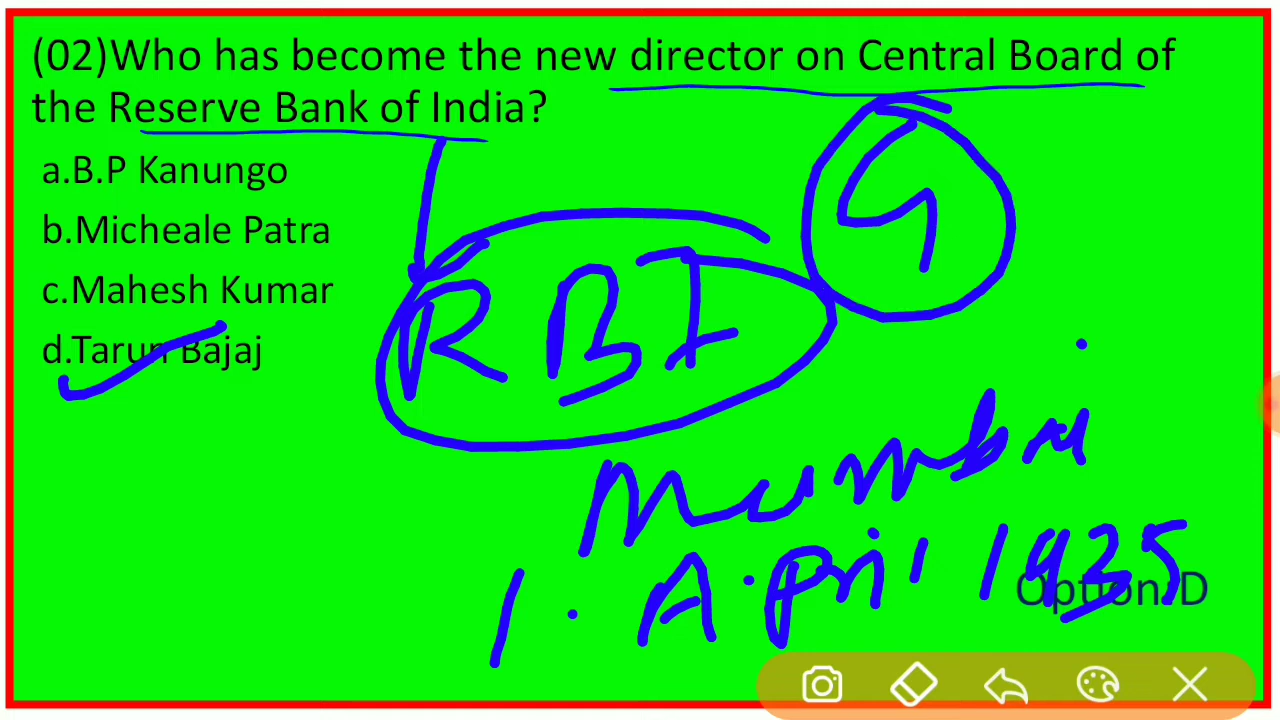 (02)Who has become the new director on Central Board of
the Reserve Bank of India?
a.B.P Kanungo
b.Micheale Patra
c.Mahesh Kumar
d.Tarun Bajaj
RBI
Mumbai
1. April 1935
Option:D